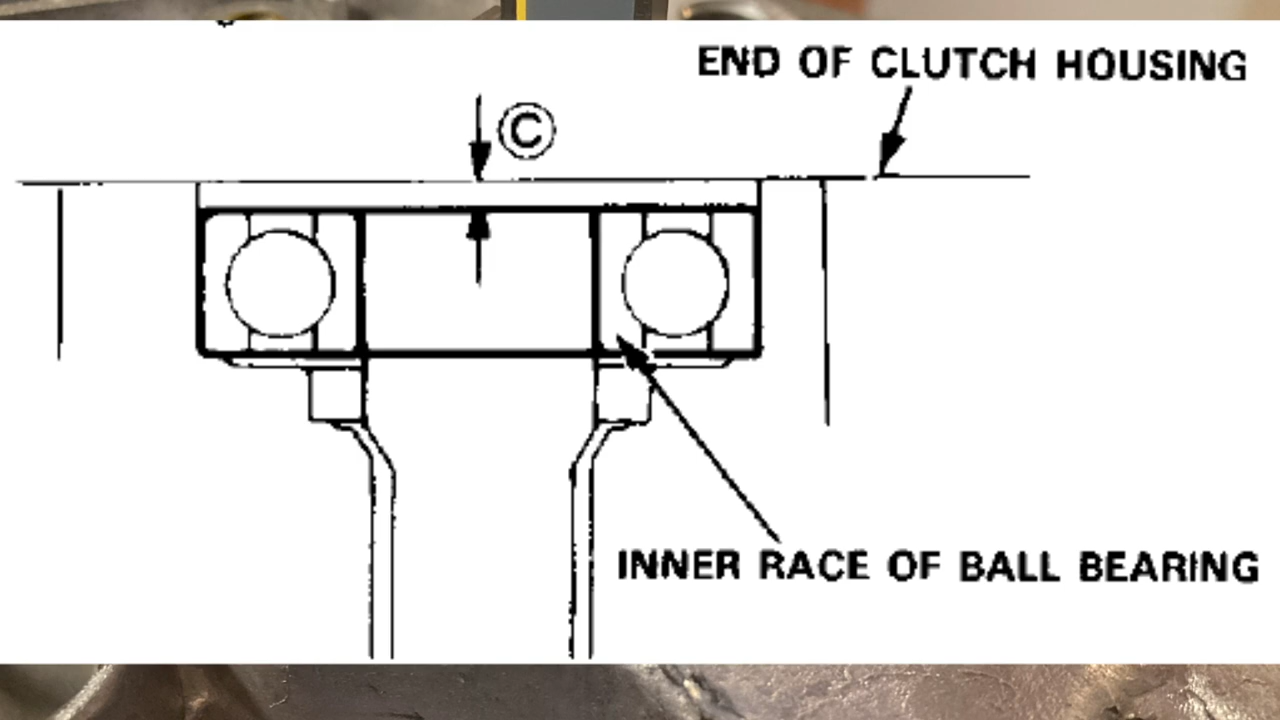 END OF CLUTCH HOUSING
©
INNER RACE OF BALL BEARING